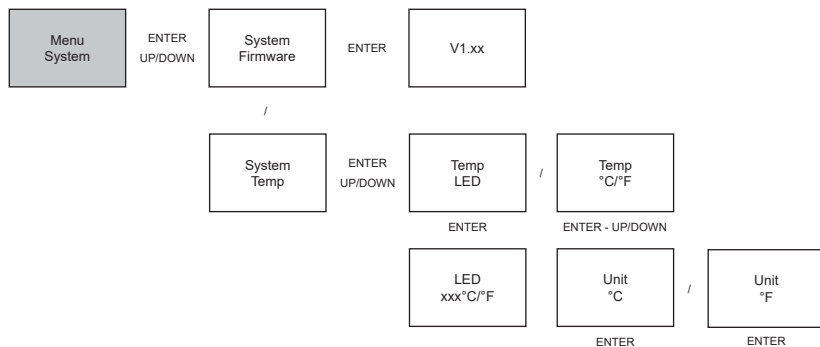 Menu
System
ENTER
UP/DOWN
System
Firmware
ENTER
V1.xx
/
System
Temp
ENTER
UP/DOWN
Temp
LED
/
Temp
°C/°F
ENTER
ENTER - UP/DOWN
LED
xxx°C/°F
Unit
°C
/
Unit
°F
ENTER
ENTER